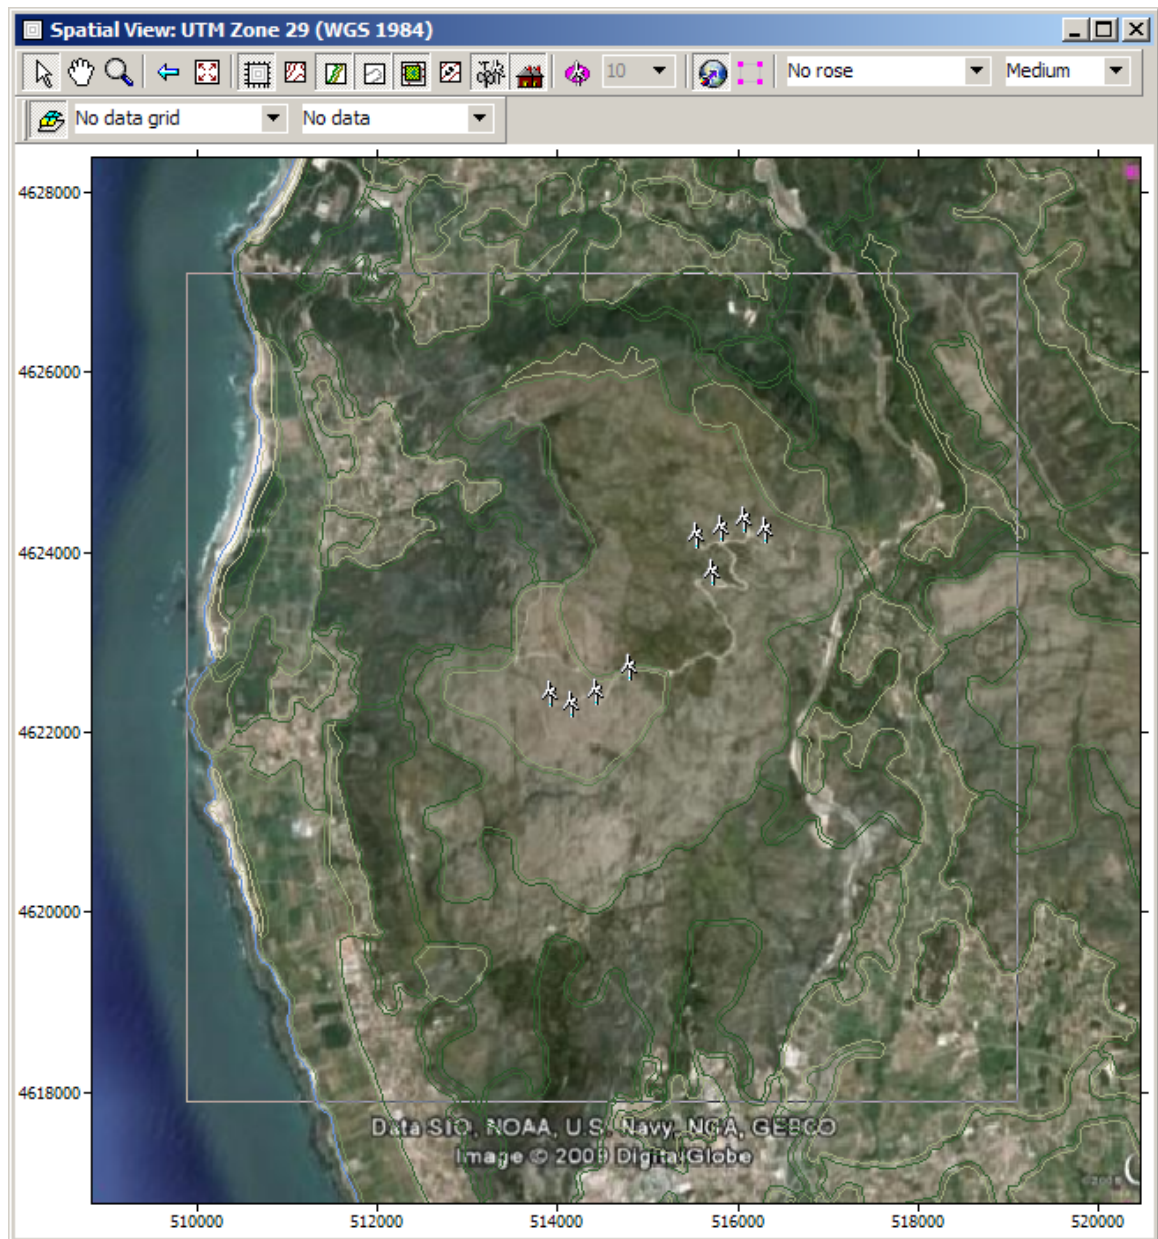 Spatial View: UTM Zone 29 (WGS 1984)
10 No rose Medium
No data grid No data
4628000
4626000
4624000
4622000
4620000
4618000
Data SIO, NOAA, U.S. Navy, NGA, GEBCO
Image © 2009 DigitalGlobe
510000 512000 514000 516000 518000 520000